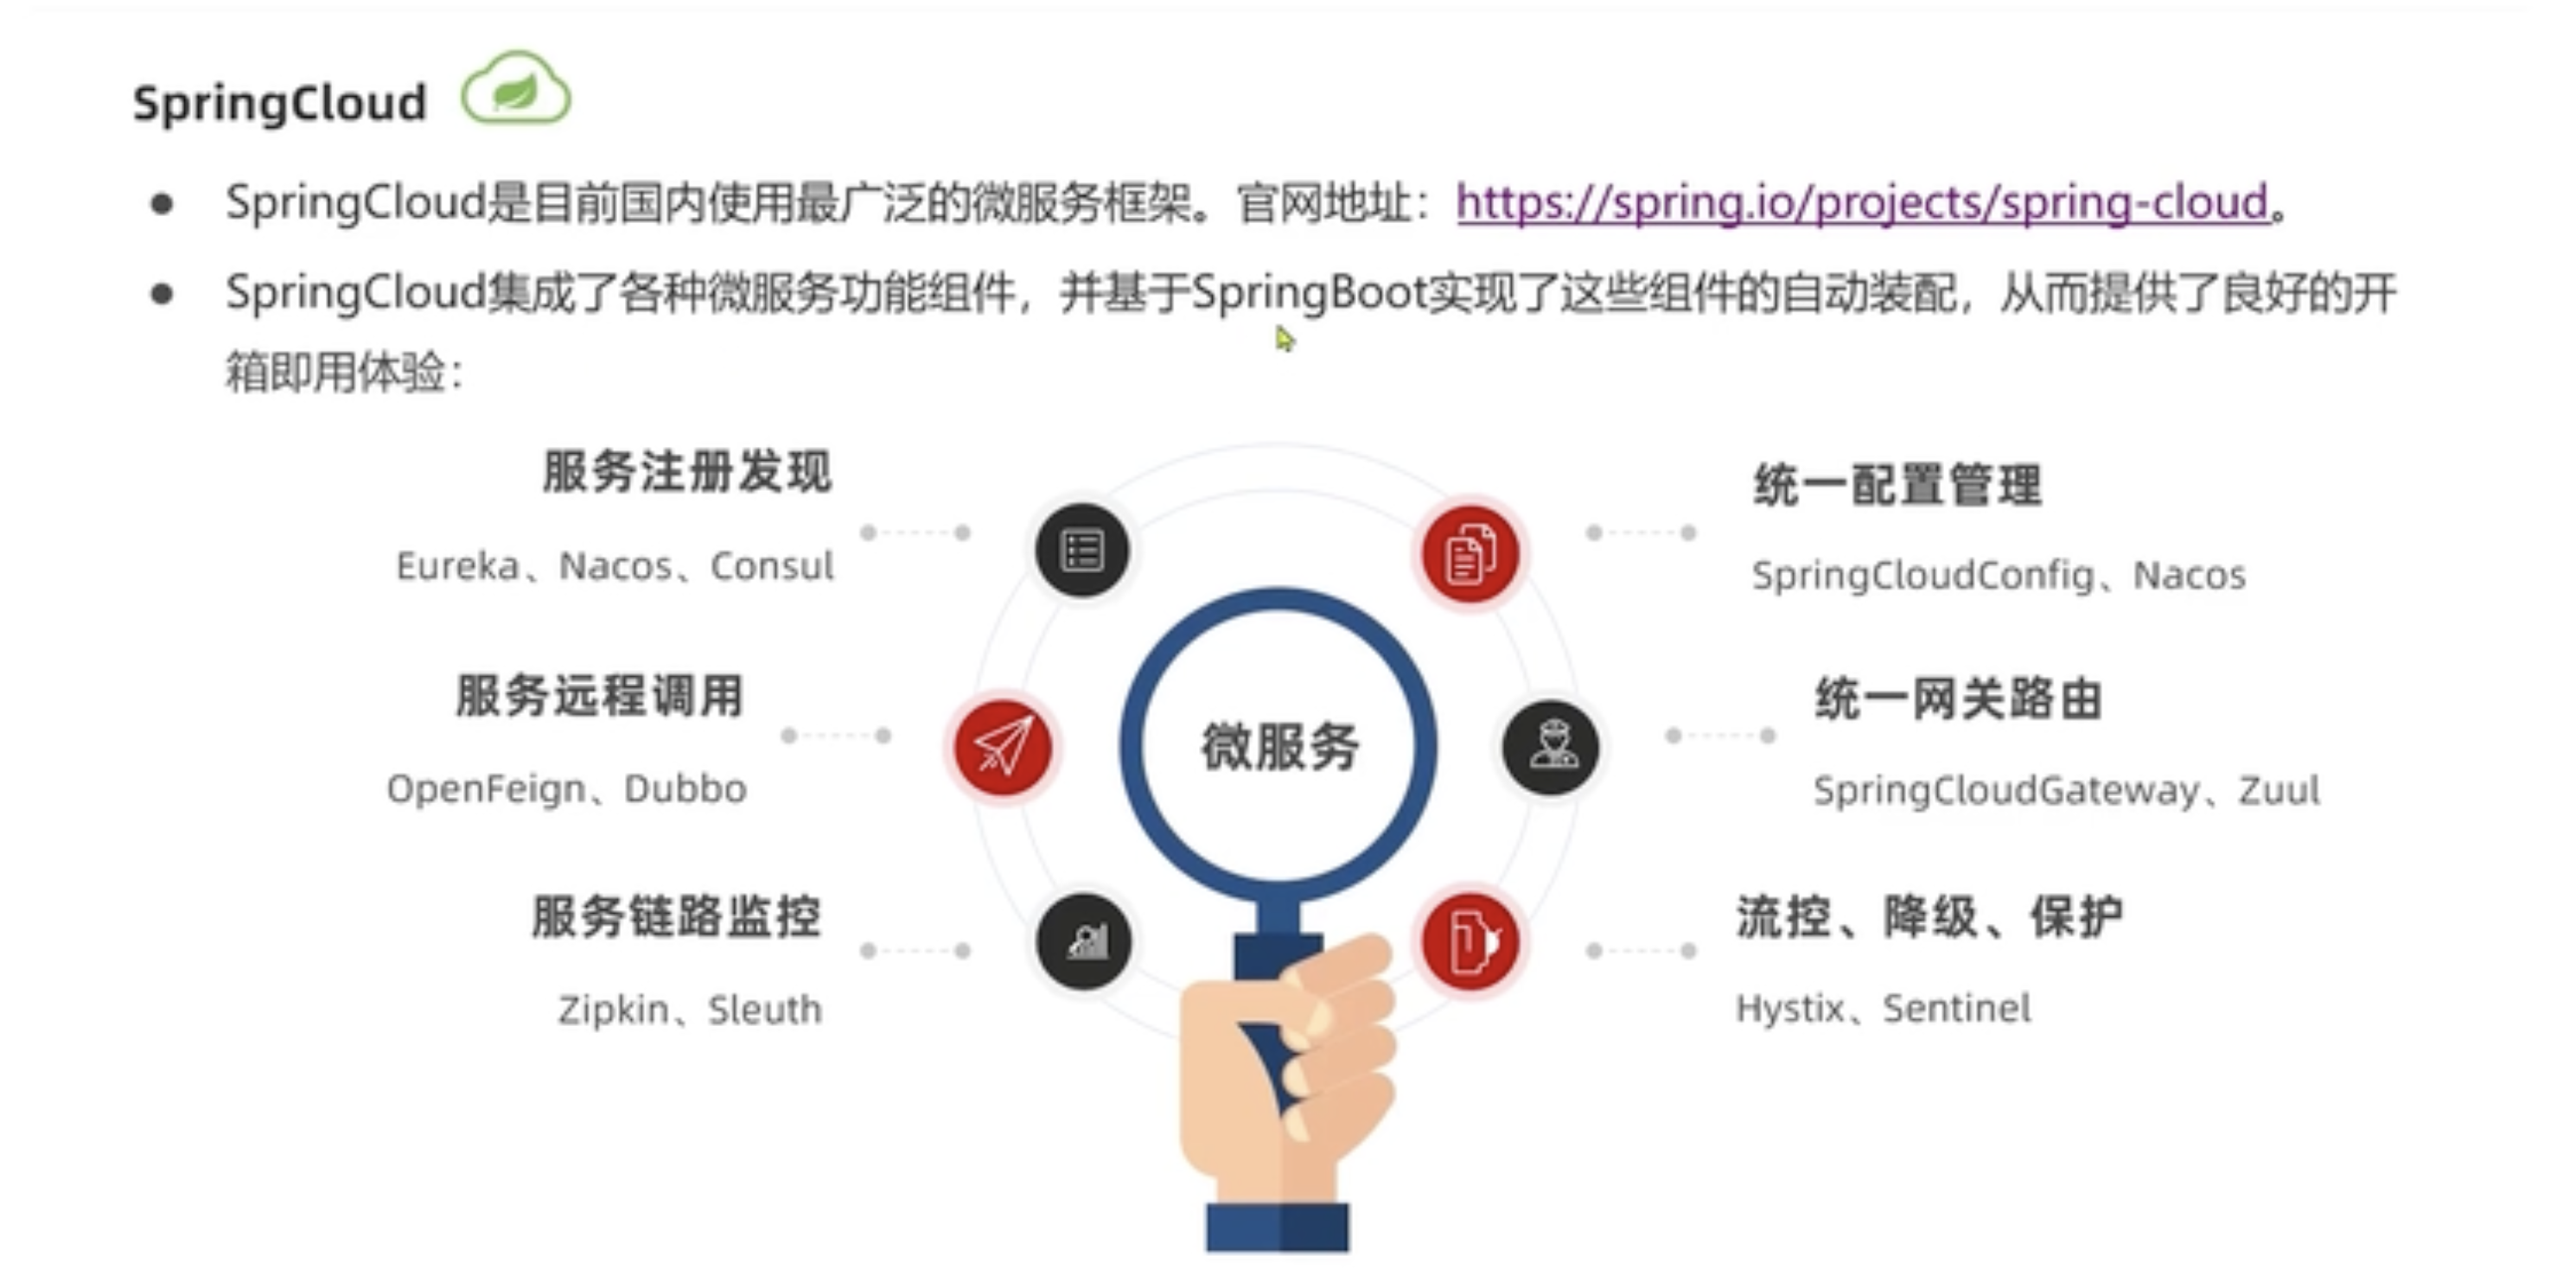 SpringCloud
SpringCloud是目前国内使用最广泛的微服务框架。官网地址：https://spring.io/projects/spring-cloud。
SpringCloud集成了各种微服务功能组件，并基于SpringBoot实现了这些组件的自动装配，从而提供了良好的开
箱即用体验：
服务注册发现
Eureka、Nacos、Consul
服务远程调用
OpenFeign、Dubbo
服务链路监控
Zipkin、Sleuth
微服务
统一配置管理
SpringCloudConfig、Nacos
统一网关路由
SpringCloudGateway、Zuul
流控、降级、保护
Hystix、Sentinel